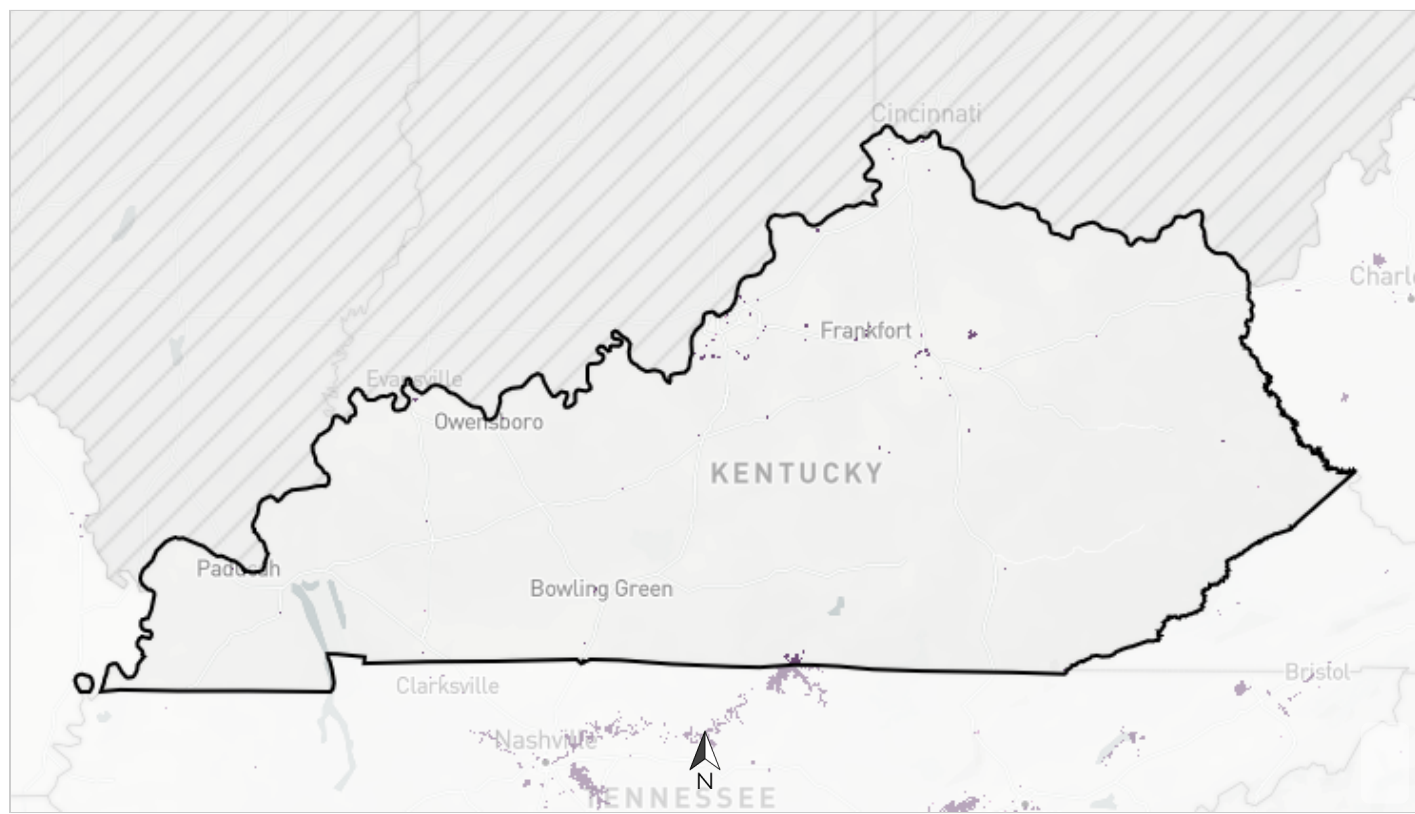 Cincinnati
Charl
Frankfort
Evansville
Owensboro
KENTUCKY
Paducah
Bowling Green
Clarksville
Bristol
Nashville
N
TENNESSEE